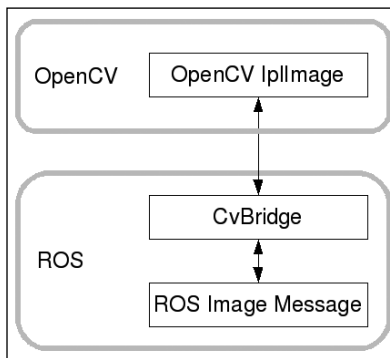 OpenCV
OpenCV IplImage
CvBridge
ROS
ROS Image Message